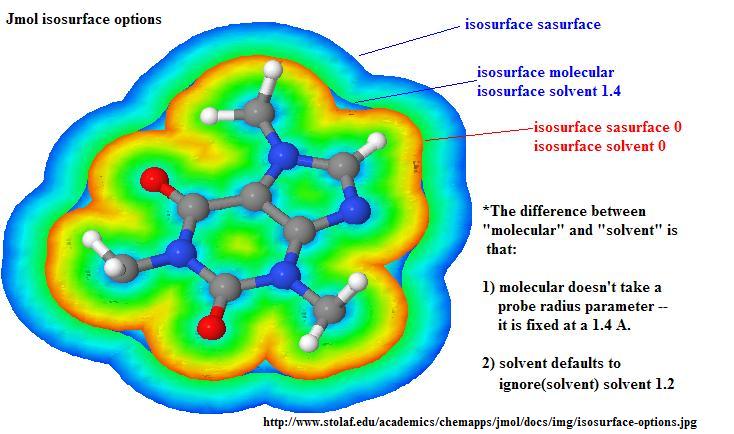 Jmol isosurface options
isosurface sasurface
isosurface molecular
isosurface solvent 1.4
isosurface sasurface 0
isosurface solvent 0
*The difference between
"molecular" and "solvent" is
that:
1) molecular doesn't take a
probe radius parameter --
it is fixed at a 1.4 A.
2) solvent defaults to
ignore(solvent) solvent 1.2
http://www.stolaf.edu/academics/chemapps/jmol/docs/img/isosurface-options.jpg